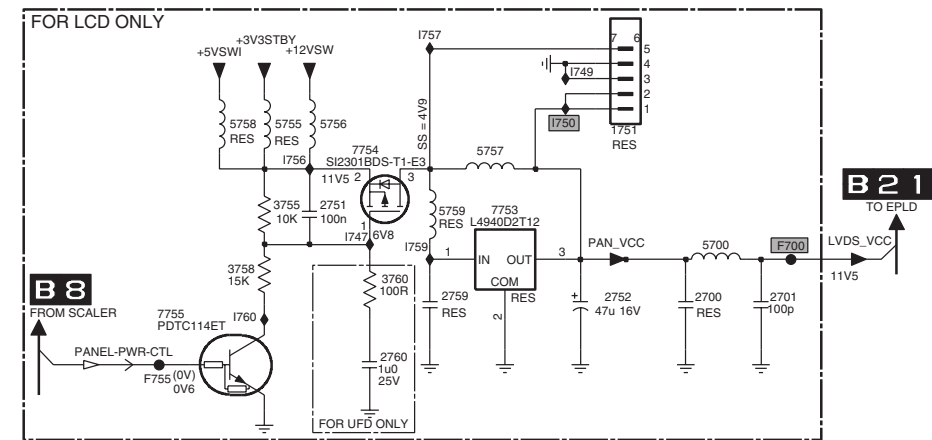 FOR LCD ONLY
+5VSWI
+3V3STBY
+12VSW
I757
7 6
5
4
3
2
1
I749
I750
1751
RES
SS = 4V9
5758
RES
5755
RES
5756
I756
7754
SI2301BDS-T1-E3
11V5
2
3
1
5757
3755
10K
2751
100n
I747
6V8
5759
RES
I759
7753
L4940D2T12
1
IN
OUT
3
COM
RES
2
PAN_VCC
5700
F700
LVDS_VCC
11V5
B 2 1
TO EPLD
3758
15K
3760
100R
2759
RES
2752
+
47u 16V
2700
RES
2701
100p
B 8
FROM SCALER
7755
PDTC114ET
I760
PANEL-PWR-CTL
F755
(0V)
0V6
2760
1u0
25V
FOR UFD ONLY